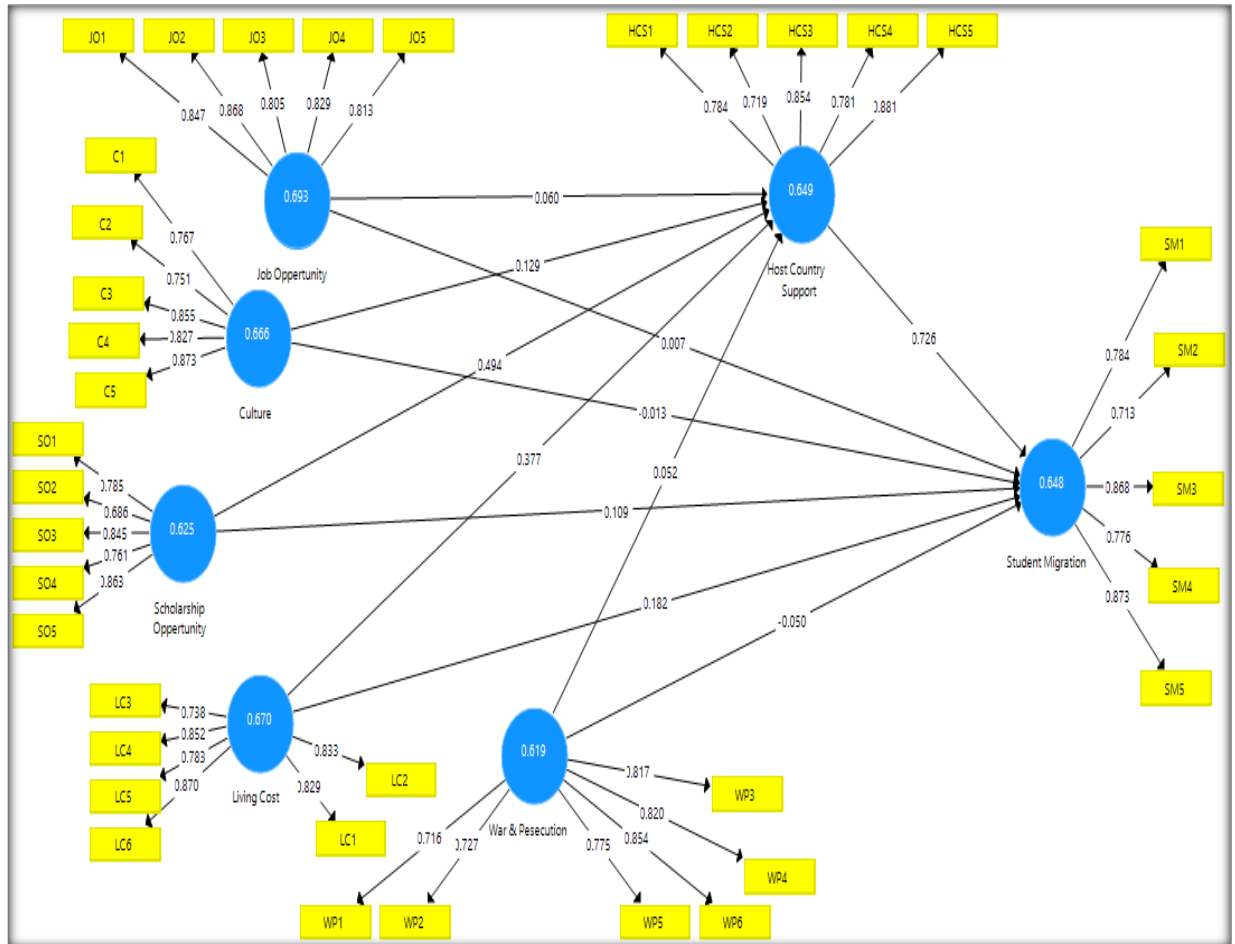 JO1
JO2
JO3
JO4
JO5
0.847
0.868
0.805
0.829
0.813
0.693
Job Oppertunity
HCS1
HCS2
HCS3
HCS4
HCS5
0.784
0.719
0.854
0.781
0.881
0.649
Host Country
Support
C1
C2
C3
C4
C5
0.767
0.751
0.855
0.827
0.873
0.666
Culture
0.060
0.129
0.494
0.377
0.052
0.726
0.007
-0.013
0.109
0.182
-0.050
SO1
SO2
SO3
SO4
SO5
0.785
0.686
0.845
0.761
0.863
0.625
Scholarship
Oppertunity
SM1
SM2
SM3
SM4
SM5
0.784
0.713
0.868
0.776
0.873
0.648
Student Migration
LC3
LC4
LC5
LC6
LC2
LC1
0.738
0.852
0.783
0.870
0.833
0.829
0.670
Living Cost
0.619
War & Pesecution
0.716
0.727
0.775
0.854
0.820
0.817
WP3
WP4
WP1
WP2
WP5
WP6